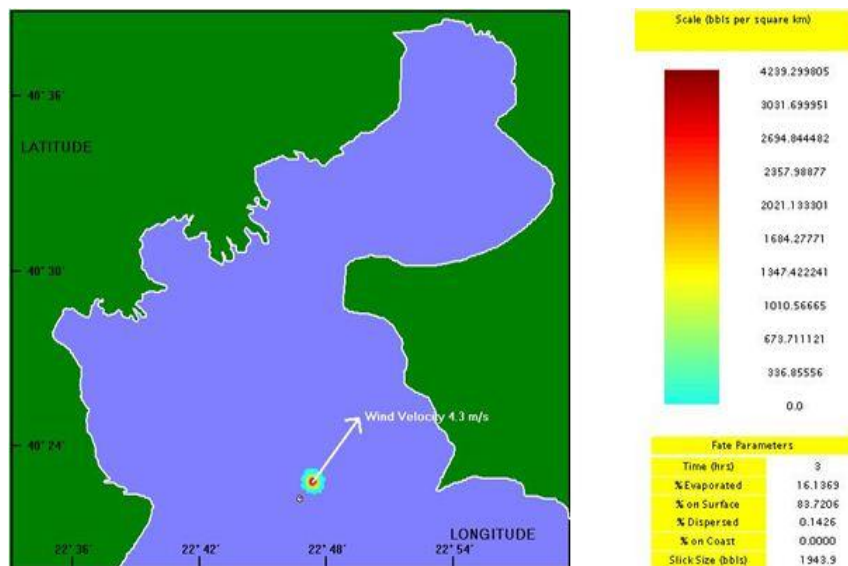 Scale (bbls per square km)
4239.299805
3031.699951
2694.844482
2357.98877
2021.133301
1684.27771
1347.422241
1010.56665
673.711121
336.85556
0.0
40° 36'
LATITUDE
40° 30'
Wind Velocity 4.3 m/s
40° 24'
LONGITUDE
22° 36'
22° 42'
22° 48'
22° 54'
Fate Parameters
Time (hrs) 3
% Evaporated 16.1369
% on Surface 83.7206
% Dispersed 0.1426
% on Coast 0.0000
Slick Size (bbls) 1943.9